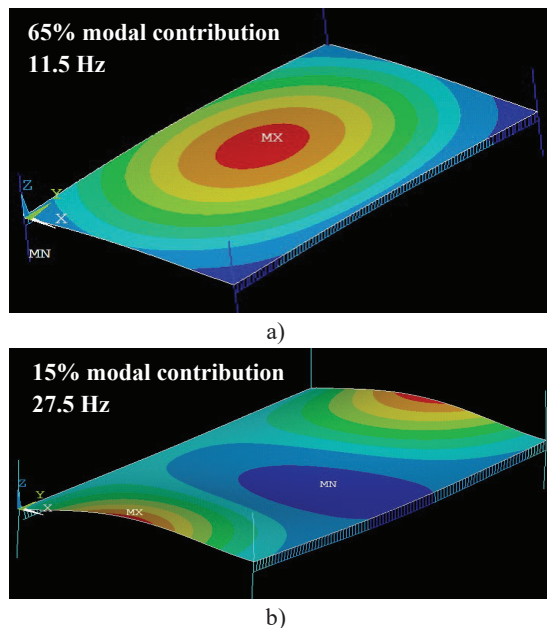 65% modal contribution
11.5 Hz
MX
Z
Y
X
MN
a)
15% modal contribution
27.5 Hz
MN
Z
Y
X
MX
b)